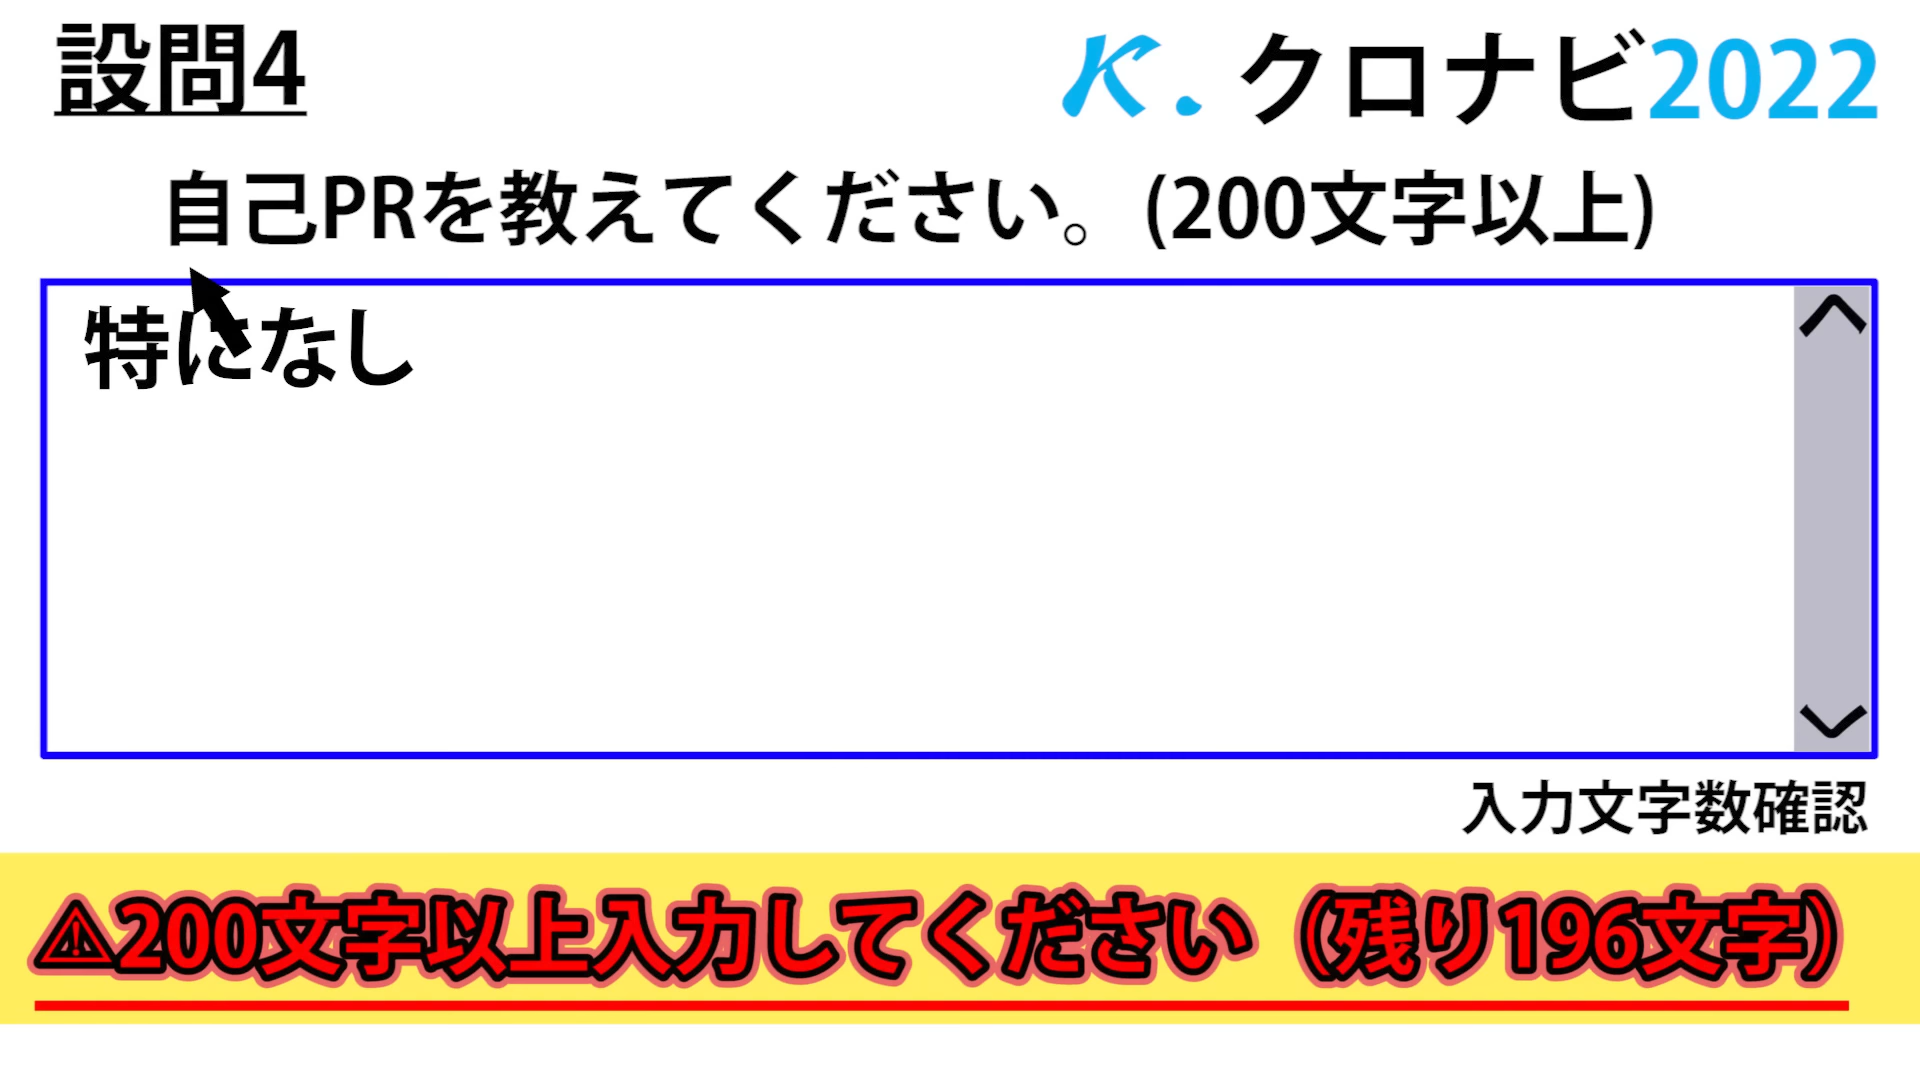 設問4
K.クロナビ2022
自己PRを教えてください。(200文字以上)
特になし
入力文字数確認
⚠200文字以上入力してください（残り196文字）